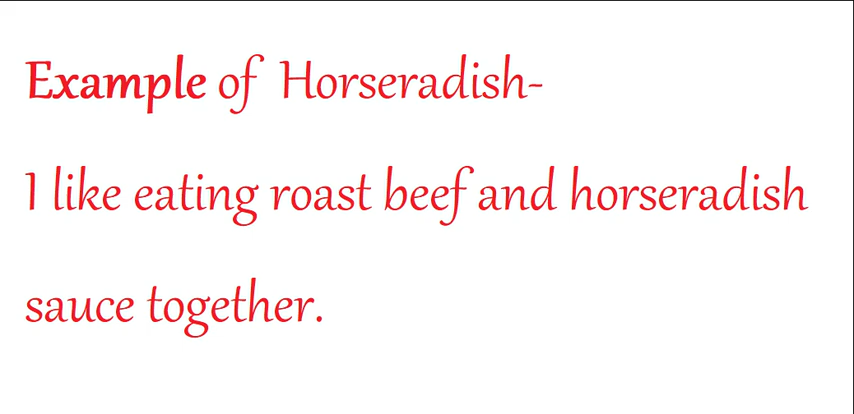 Example of Horseradish-
I like eating roast beef and horseradish
sauce together.